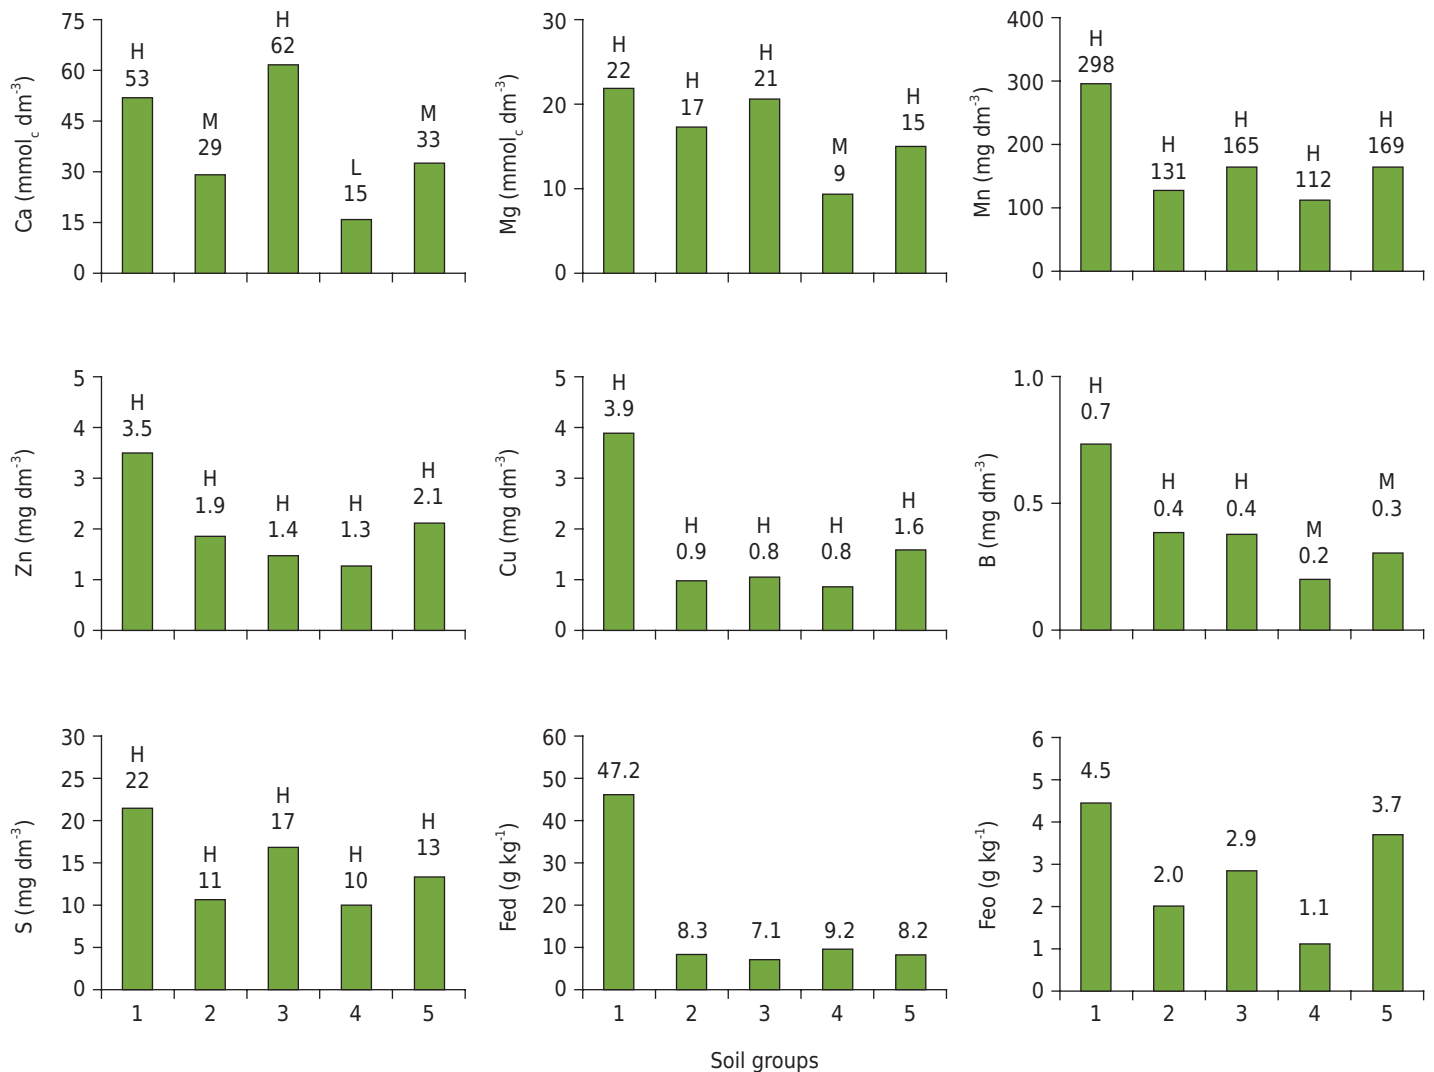 Ca (mmolc dm-3)
75
60
45
30
15
0
H
53
M
29
H
62
L
15
M
33
Mg (mmolc dm-3)
30
20
10
0
H
22
H
17
H
21
M
9
H
15
Mn (mg dm-3)
400
300
200
100
0
H
298
H
131
H
165
H
112
H
169
Zn (mg dm-3)
5
4
3
2
1
0
H
3.5
H
1.9
H
1.4
H
1.3
H
2.1
Cu (mg dm-3)
5
4
3
2
1
0
H
3.9
H
0.9
H
0.8
H
0.8
H
1.6
B (mg dm-3)
1.0
0.5
0
H
0.7
H
0.4
H
0.4
M
0.2
M
0.3
S (mg dm-3)
30
25
20
15
10
5
0
H
22
H
11
H
17
H
10
H
13
1 2 3 4 5
Fed (g kg-1)
60
50
40
30
20
10
0
47.2
8.3
7.1
9.2
8.2
1 2 3 4 5
Feo (g kg-1)
6
5
4
3
2
1
0
4.5
2.0
2.9
1.1
3.7
1 2 3 4 5
Soil groups